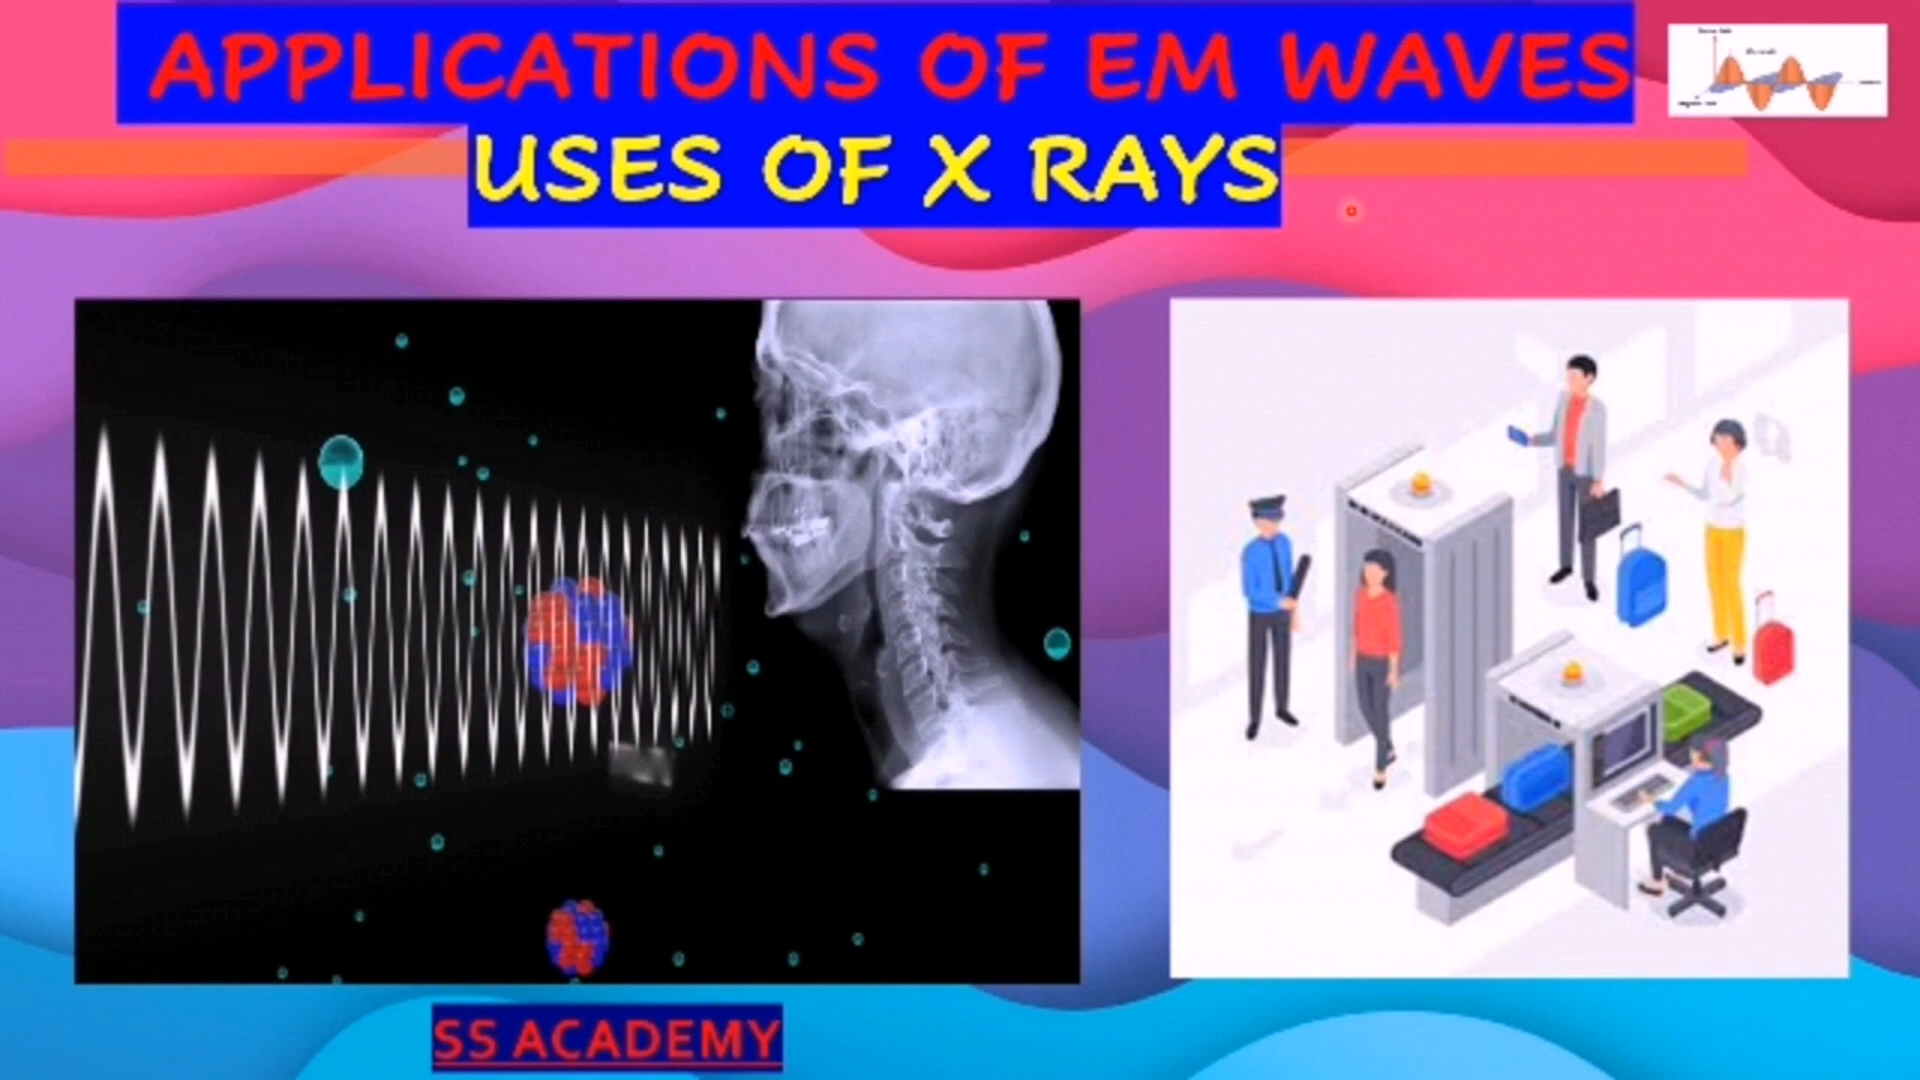 APPLICATIONS OF EM WAVES
USES OF X RAYS
SS ACADEMY